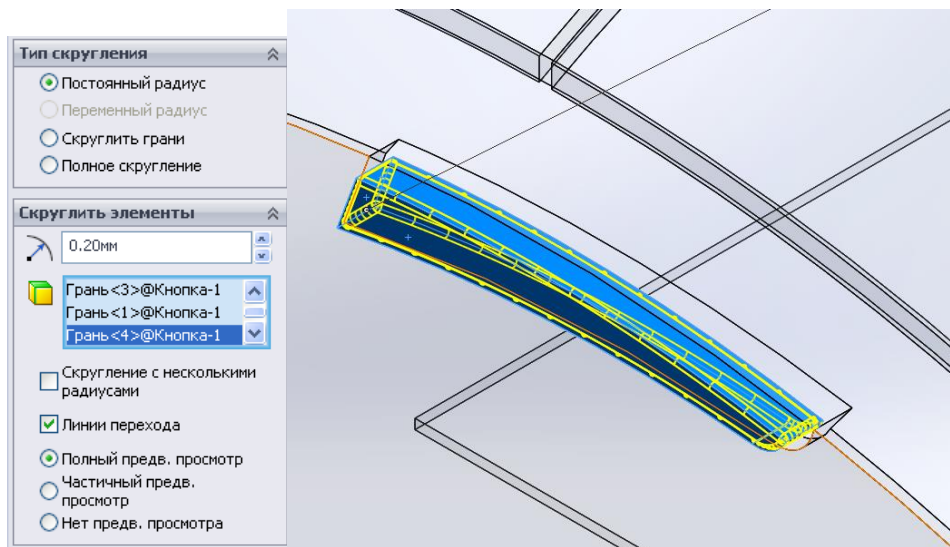 Тип скругления
Постоянный радиус
Переменный радиус
Скруглить грани
Полное скругление
Скруглить элементы
0.20мм
Грань<3>@Кнопка-1
Грань<1>@Кнопка-1
Грань<4>@Кнопка-1
Скругление с несколькими
радиусами
Линии перехода
Полный предв. просмотр
Частичный предв.
просмотр
Нет предв. просмотра